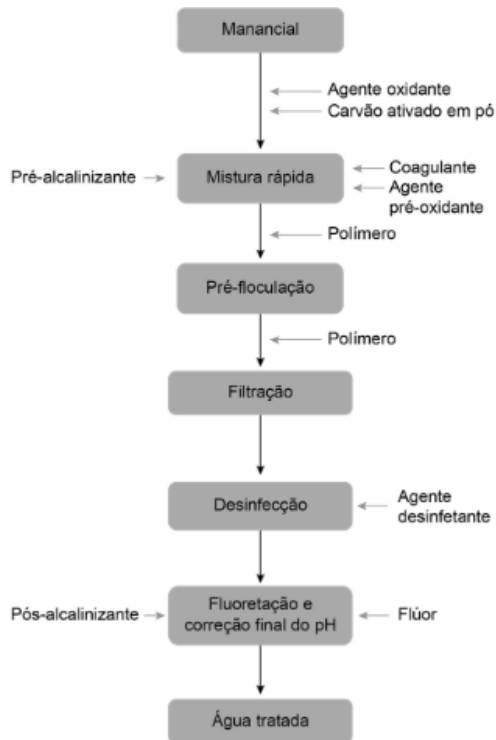 Manancial
Agente oxidante
Carvão ativado em pó
Pré-alcalinizante
Mistura rápida
Coagulante
Agente
pré-oxidante
Polímero
Pré-floculação
Polímero
Filtração
Desinfecção
Agente
desinfetante
Pós-alcalinizante
Fluoretação e
correção final do pH
Flúor
Água tratada